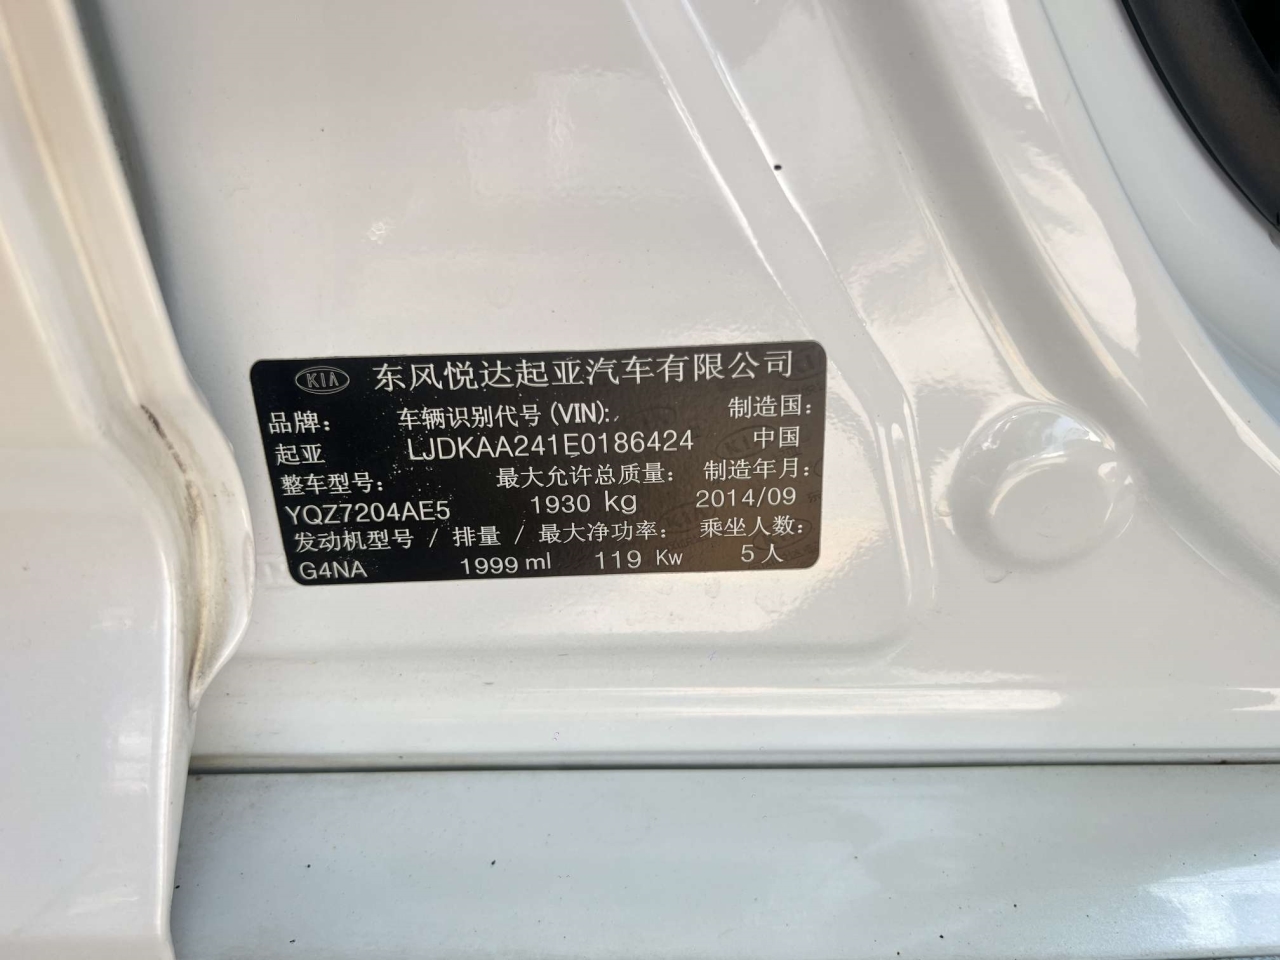 KIA 东风悦达起亚汽车有限公司
品牌： 车辆识别代号(VIN): 制造国：
起亚 LJDKAA241E0186424 中国
整车型号： 最大允许总质量： 制造年月：
YQZ7204AE5 1930 kg 2014/09
发动机型号 / 排量 / 最大净功率： 乘坐人数：
G4NA 1999 ml 119 Kw 5 人